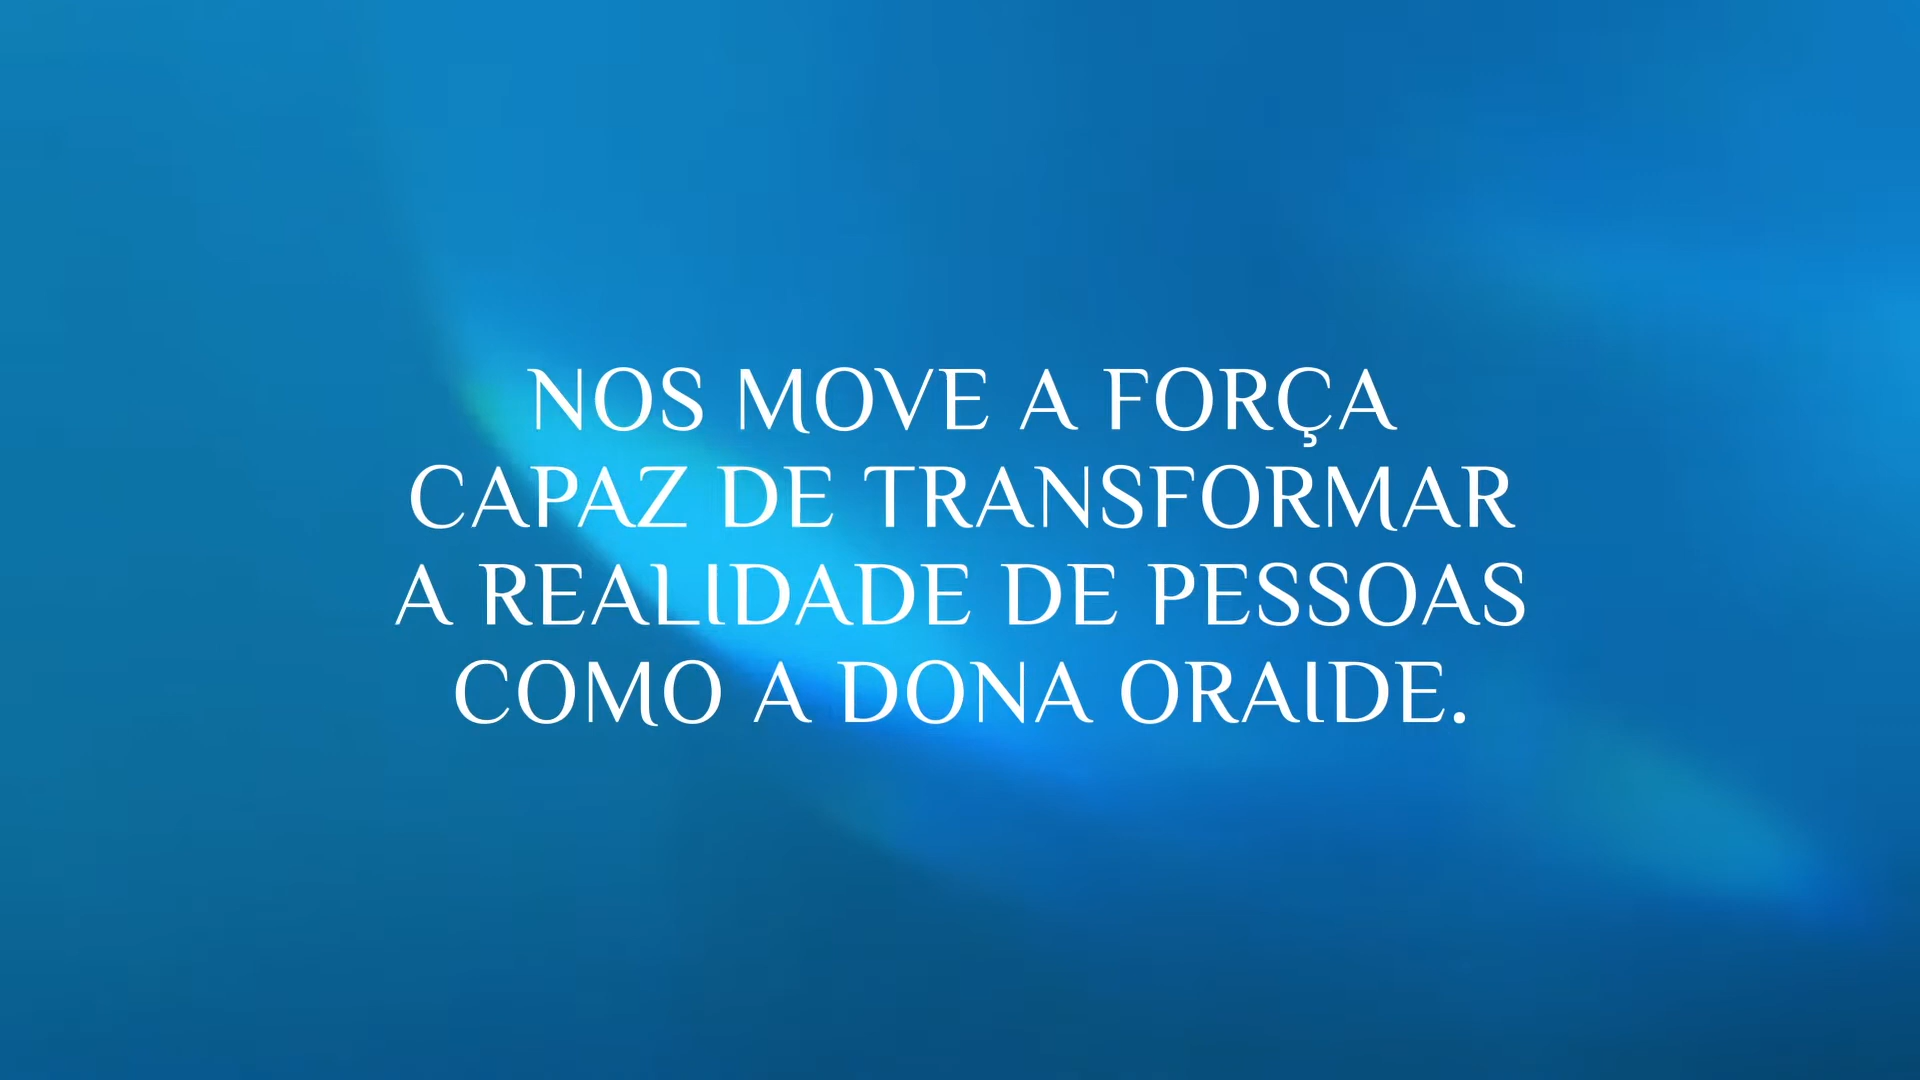 NOS MOVE A FORÇA
CAPAZ DE TRANSFORMAR
A REALIDADE DE PESSOAS
COMO A DONA ORAIDE.